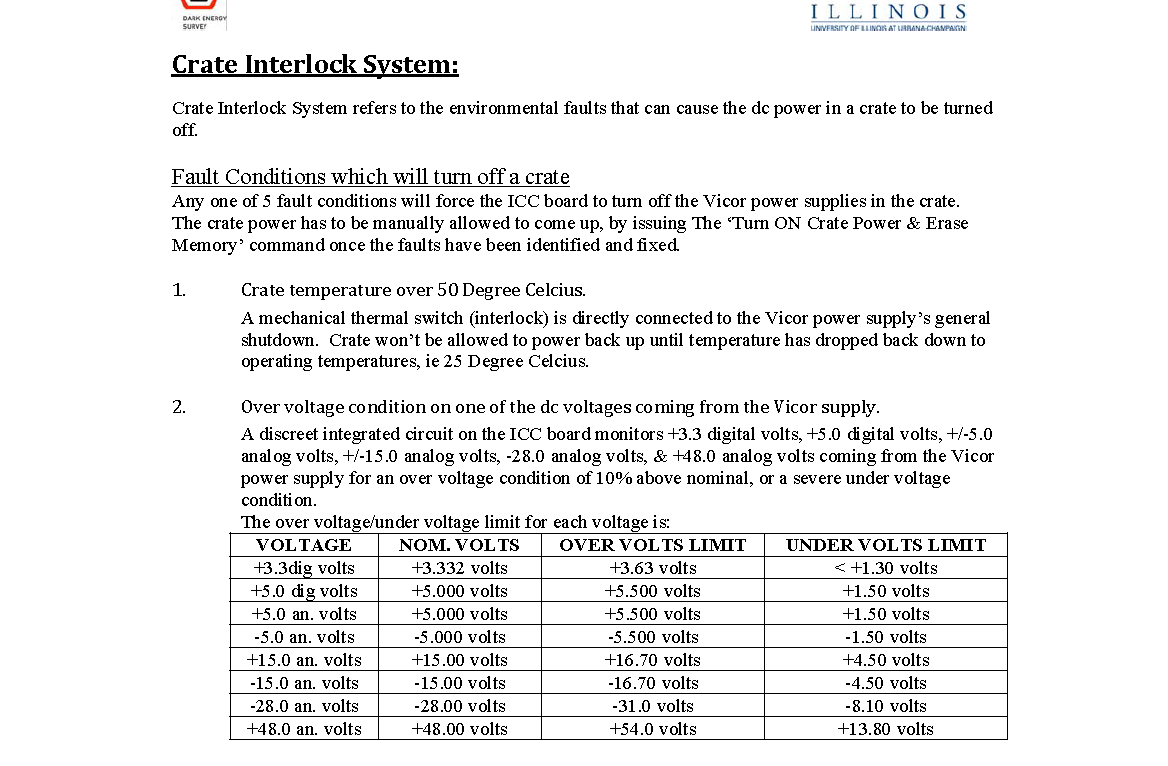 DARK ENERGY
SURVEY
ILLINOIS
UNIVERSITY OF ILLINOIS AT URBANA-CHAMPAIGN
Crate Interlock System:
Crate Interlock System refers to the environmental faults that can cause the dc power in a crate to be turned
off.
Fault Conditions which will turn off a crate
Any one of 5 fault conditions will force the ICC board to turn off the Vicor power supplies in the crate.
The crate power has to be manually allowed to come up, by issuing The ‘Turn ON Crate Power & Erase
Memory’ command once the faults have been identified and fixed.
1. Crate temperature over 50 Degree Celcius.
A mechanical thermal switch (interlock) is directly connected to the Vicor power supply’s general
shutdown. Crate won’t be allowed to power back up until temperature has dropped back down to
operating temperatures, ie 25 Degree Celcius.
2. Over voltage condition on one of the dc voltages coming from the Vicor supply.
A discreet integrated circuit on the ICC board monitors +3.3 digital volts, +5.0 digital volts, +/-5.0
analog volts, +/-15.0 analog volts, -28.0 analog volts, & +48.0 analog volts coming from the Vicor
power supply for an over voltage condition of 10% above nominal, or a severe under voltage
condition.
The over voltage/under voltage limit for each voltage is:
VOLTAGE NOM. VOLTS OVER VOLTS LIMIT UNDER VOLTS LIMIT
+3.3dig volts +3.332 volts +3.63 volts < +1.30 volts
+5.0 dig volts +5.000 volts +5.500 volts +1.50 volts
+5.0 an. volts +5.000 volts +5.500 volts +1.50 volts
-5.0 an. volts -5.000 volts -5.500 volts -1.50 volts
+15.0 an. volts +15.00 volts +16.70 volts +4.50 volts
-15.0 an. volts -15.00 volts -16.70 volts -4.50 volts
-28.0 an. volts -28.00 volts -31.0 volts -8.10 volts
+48.0 an. volts +48.00 volts +54.0 volts +13.80 volts